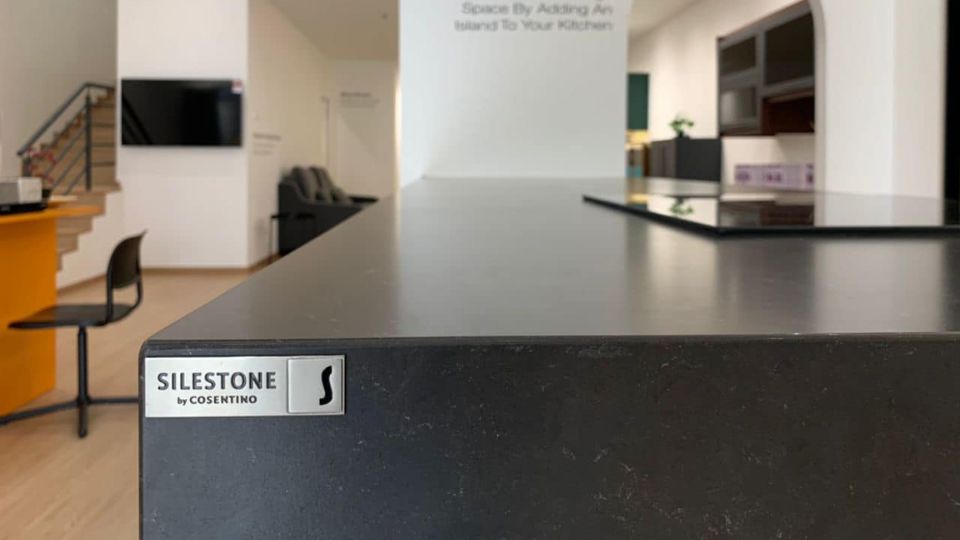 Space By Adding An
Island To Your Kitchen
SILESTONE
by COSENTINO
S